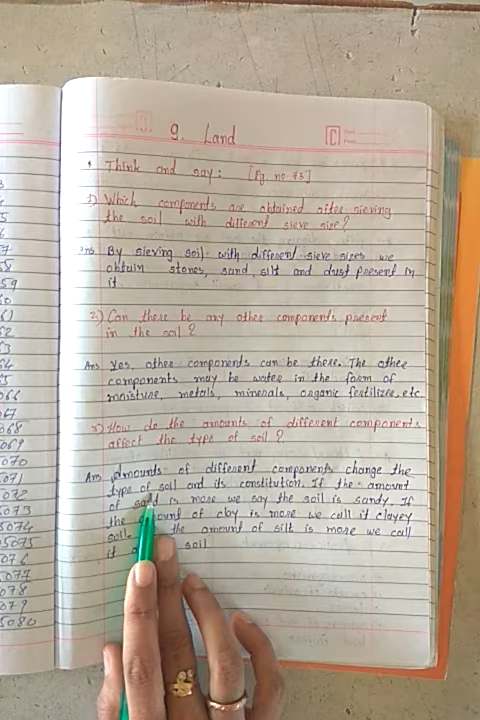 9. Land
Think and say: [Pg. no. 73]
1) Which components are obtained after sieving
the soil with different sieve size?
Ans By sieving soil with different sieve sizes we
obtain stones, sand, silt and dust present in
it.
2) Can there be any other components present
in the soil?
Ans Yes, other components can be there. The other
components may be water in the form of
moisture, metals, minerals, organic fertilizer, etc
3) How do the amounts of different components
affect the type of soil?
Ans Amounts of different components change the
type of soil and its constitution. If the amount
of sand is more we say the soil is sandy. If
the amount of clay is more we call it clayey
soil. the amount of silt is more we call
it soil